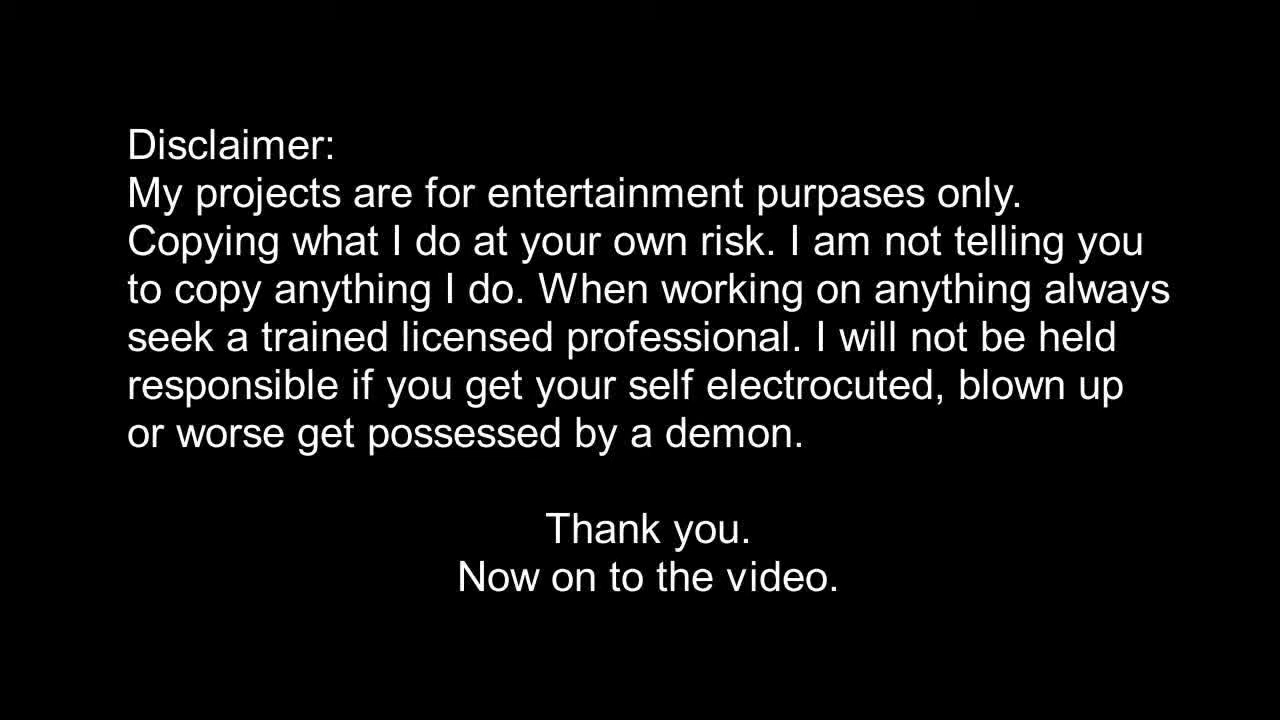 Disclaimer:
My projects are for entertainment purpases only.
Copying what I do at your own risk. I am not telling you
to copy anything I do. When working on anything always
seek a trained licensed professional. I will not be held
responsible if you get your self electrocuted, blown up
or worse get possessed by a demon.
Thank you.
Now on to the video.